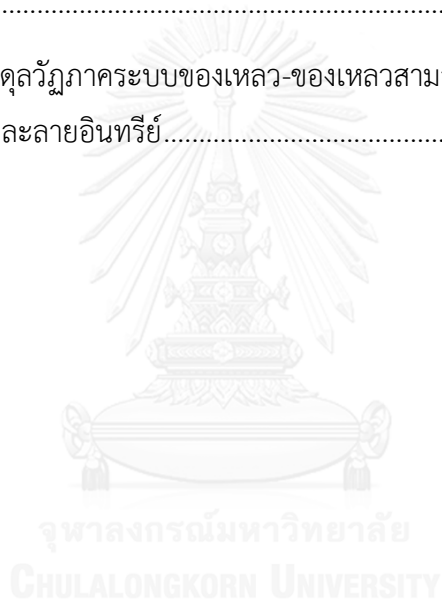 ........................................................
ดุลวัฏภาคระบบของเหลว-ของเหลวสาม
ละลายอินทรีย์........................................
จุฬาลงกรณ์มหาวิทยาลัย
CHULALONGKORN UNIVERSITY